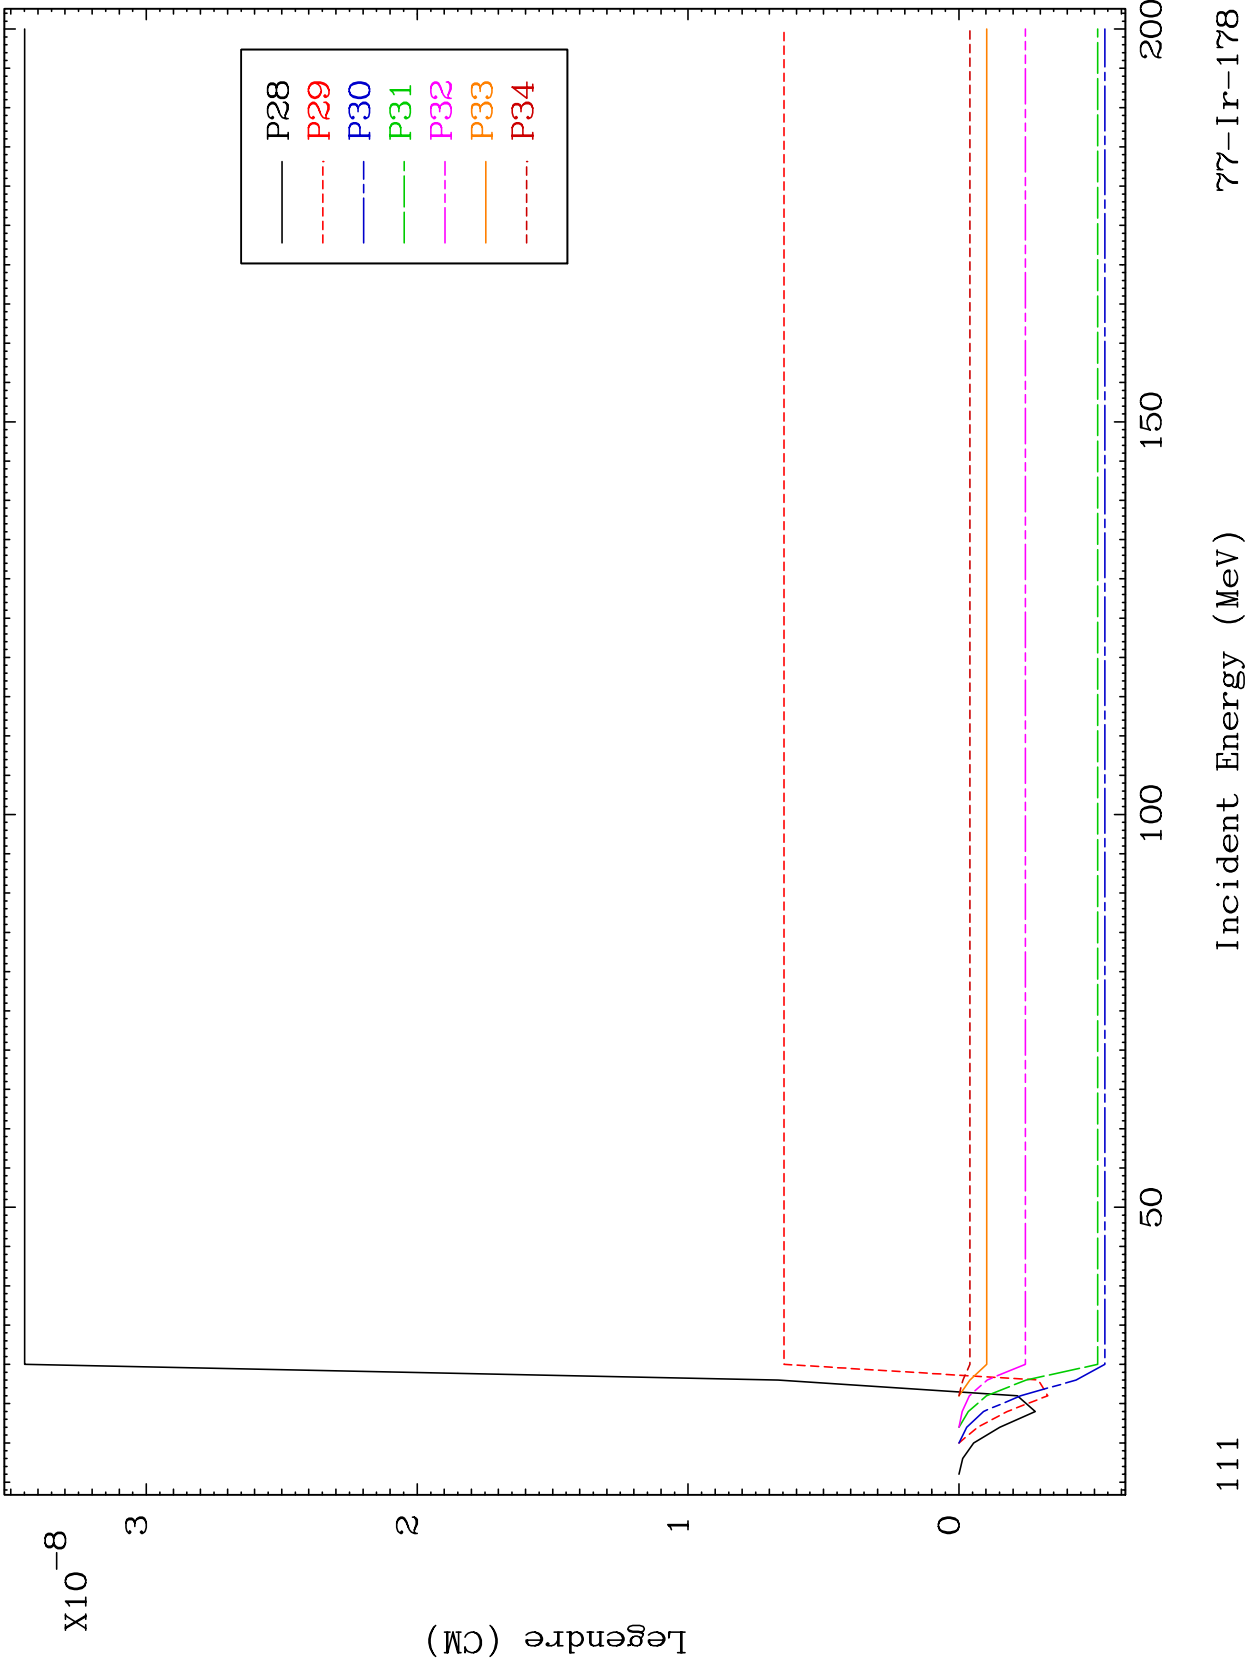 X10-8
Legendre (CM)
3
2
1
0
P28
P29
P30
P31
P32
P33
P34
50
100
150
200
111
Incident Energy (MeV)
77-Ir-178